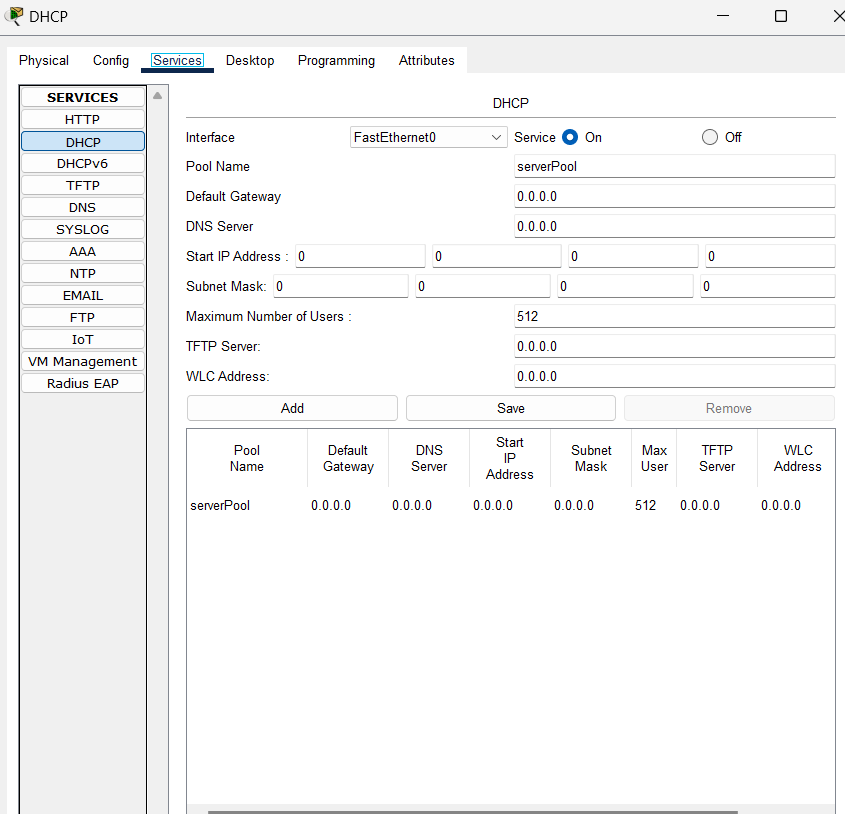 DHCP
Physical Config Services Desktop Programming Attributes
SERVICES
HTTP
DHCP
DHCPv6
TFTP
DNS
SYSLOG
AAA
NTP
EMAIL
FTP
IoT
VM Management
Radius EAP
DHCP
Interface FastEthernet0 Service On Off
Pool Name serverPool
Default Gateway 0.0.0.0
DNS Server 0.0.0.0
Start IP Address : 0 0 0 0
Subnet Mask: 0 0 0 0
Maximum Number of Users : 512
TFTP Server: 0.0.0.0
WLC Address: 0.0.0.0
Add Save Remove
Pool Name Default Gateway DNS Server Start IP Address Subnet Mask Max User TFTP Server WLC Address
serverPool 0.0.0.0 0.0.0.0 0.0.0.0 0.0.0.0 512 0.0.0.0 0.0.0.0